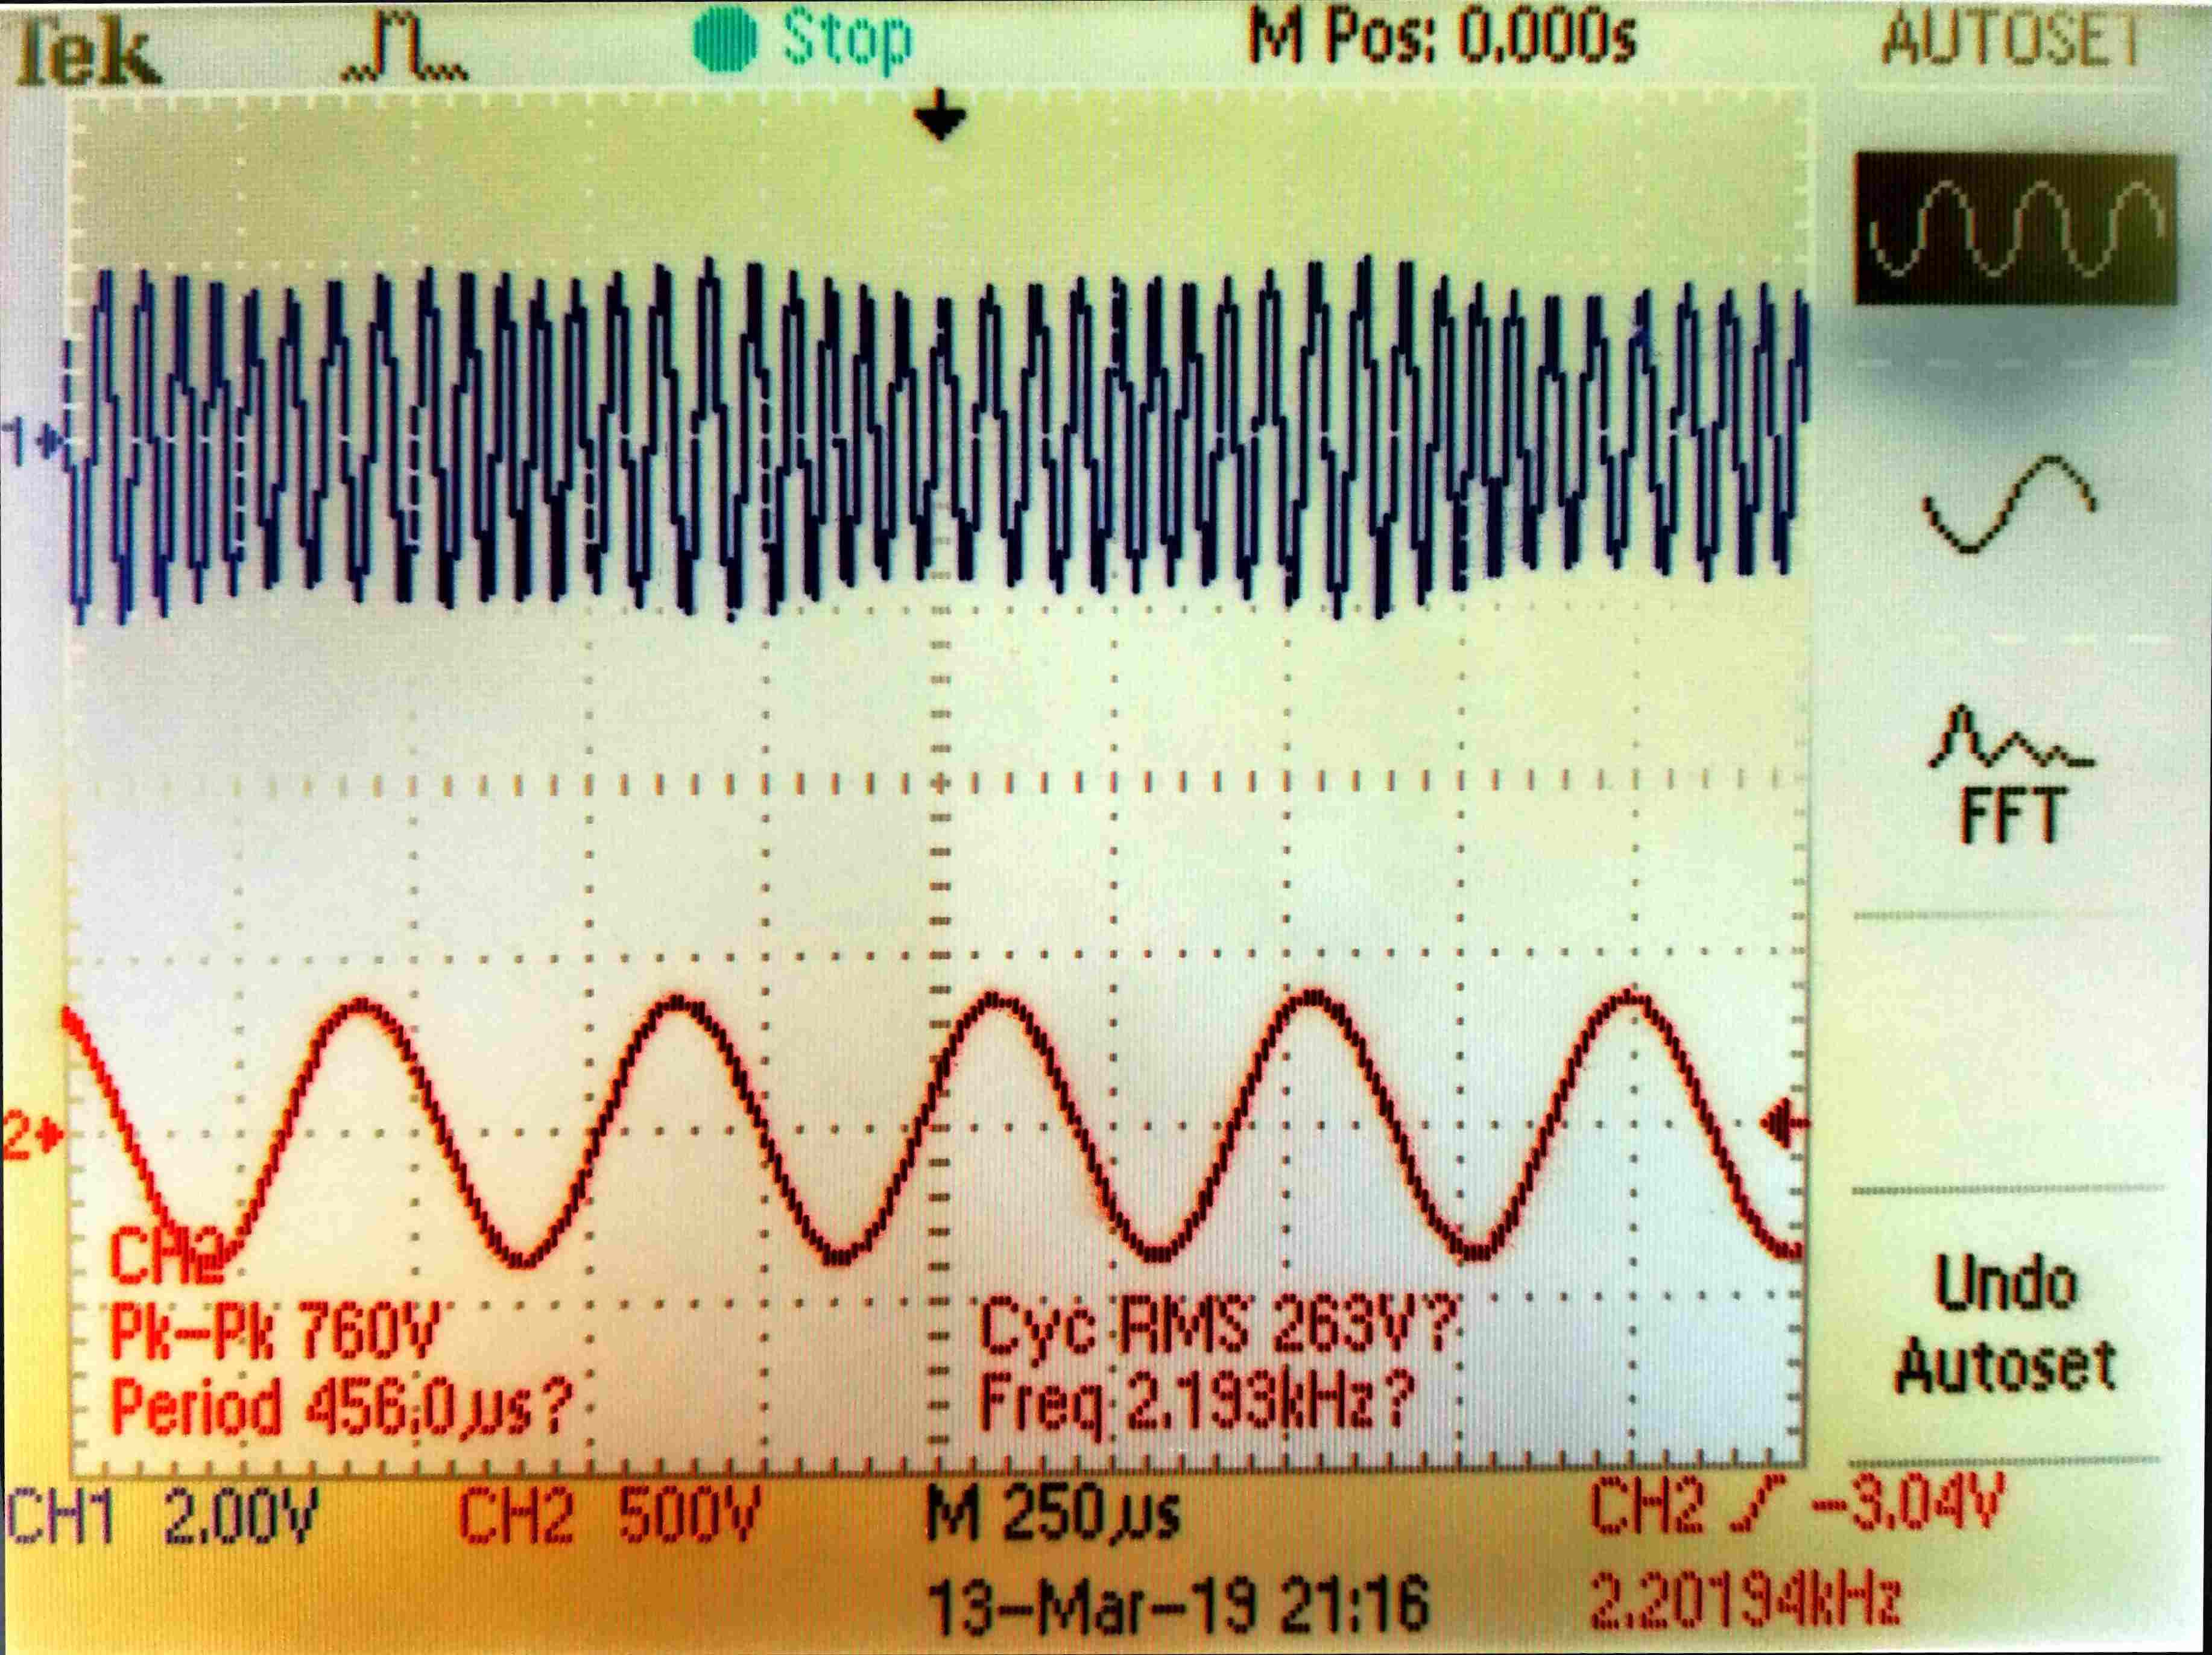 Tek Stop M Pos: 0.000s AUTOSET
1
FFT
2
CH2
Pk-Pk 760V Cyc RMS 263V?
Period 456.0µs? Freq 2.193kHz?
Undo
Autoset
CH1 2.00V CH2 500V M 250µs CH2 -3.04V
13-Mar-19 21:16 2.20194kHz